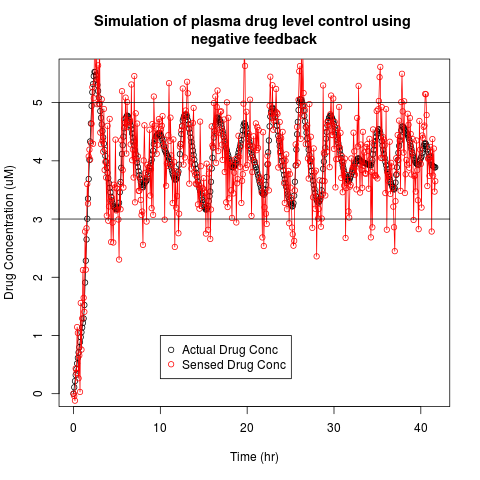 Simulation of plasma drug level control using
negative feedback
Drug Concentration (uM)
5
4
3
2
1
0
Actual Drug Conc
Sensed Drug Conc
0 10 20 30 40
Time (hr)